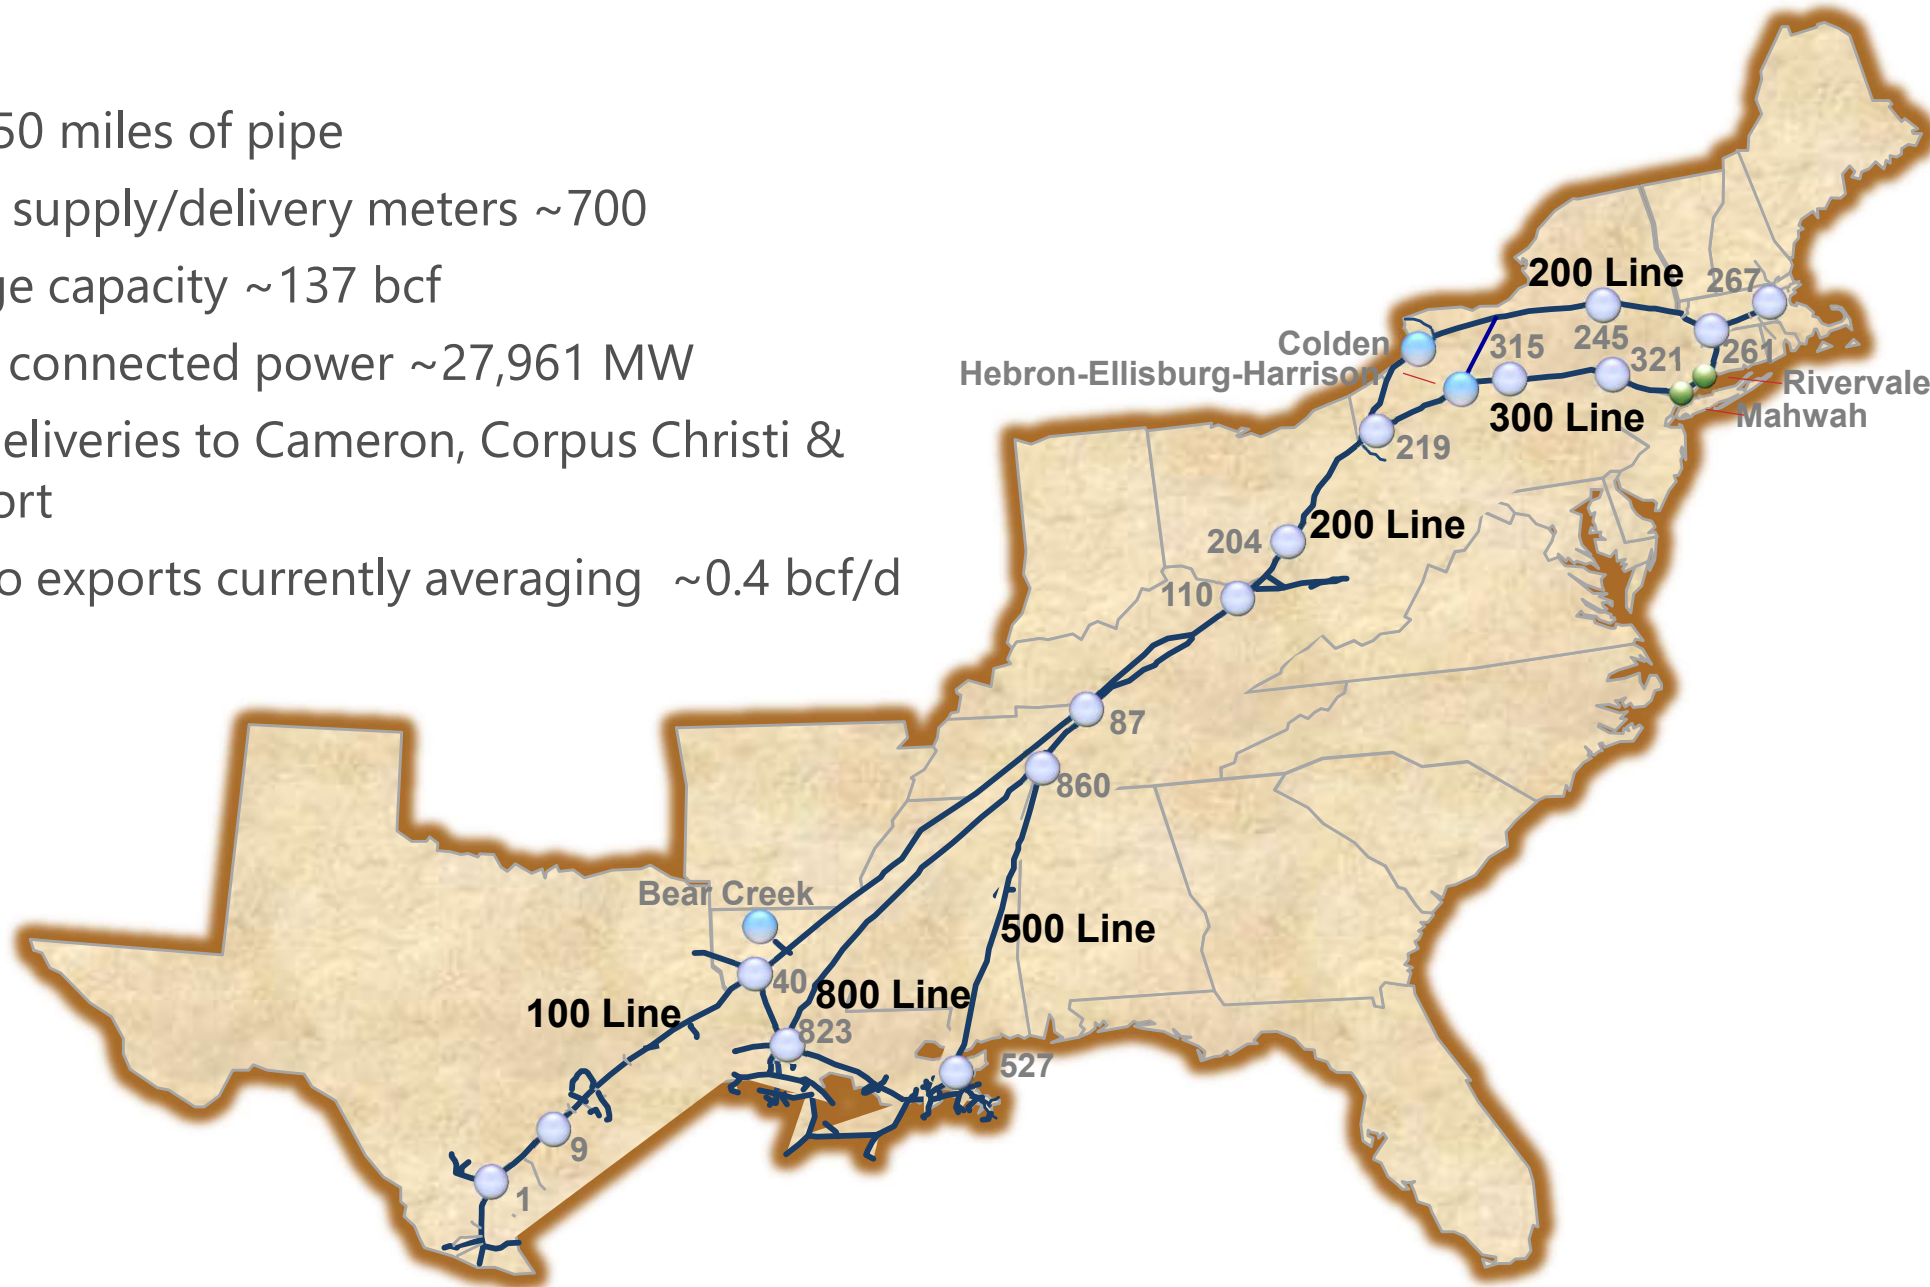 50 miles of pipe
supply/delivery meters ~700
ge capacity ~137 bcf
connected power ~27,961 MW
eliveries to Cameron, Corpus Christi &
ort
o exports currently averaging ~0.4 bcf/d
200 Line
267
Colden
315
245
321
261
Hebron-Ellisburg-Harrison
Rivervale
300 Line
Mahwah
219
204
200 Line
110
87
860
Bear Creek
500 Line
40
800 Line
100 Line
823
527
9
1